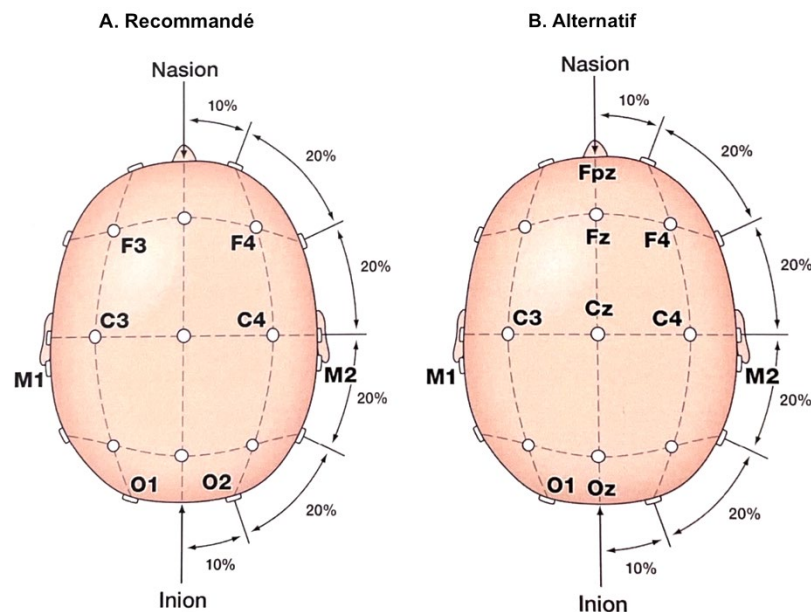 A. Recommandé
Nasion
10%
20%
20%
F3
F4
C3
C4
M1
M2
20%
O1
O2
20%
10%
Inion
B. Alternatif
Nasion
10%
20%
Fpz
Fz
F4
20%
C3
Cz
C4
M1
M2
20%
O1
Oz
20%
10%
Inion